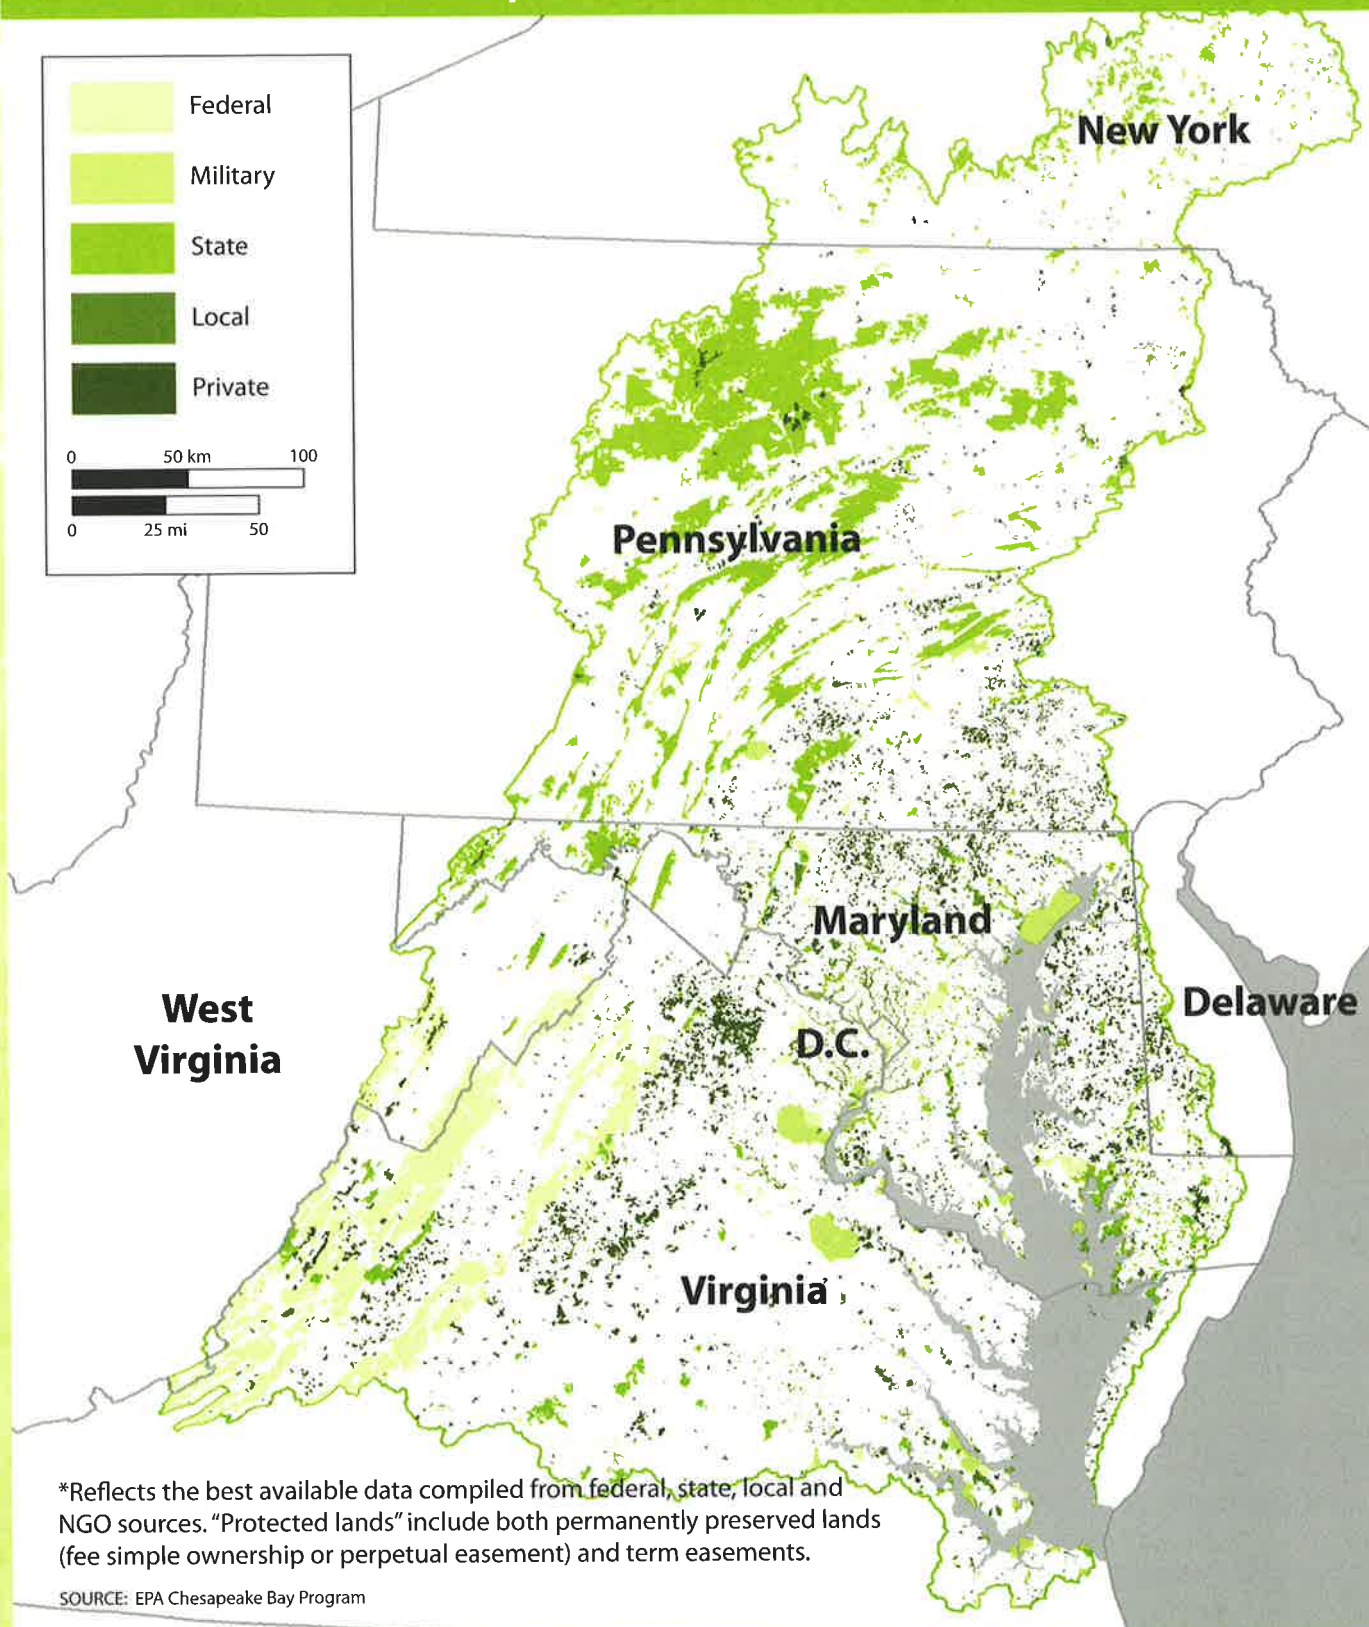 Federal
Military
State
Local
Private
0 50 km 100
0 25 mi 50
New York
Pennsylvania
Maryland
West
Virginia
D.C.
Delaware
Virginia
*Reflects the best available data compiled from federal, state, local and
NGO sources. “Protected lands” include both permanently preserved lands
(fee simple ownership or perpetual easement) and term easements.
SOURCE: EPA Chesapeake Bay Program